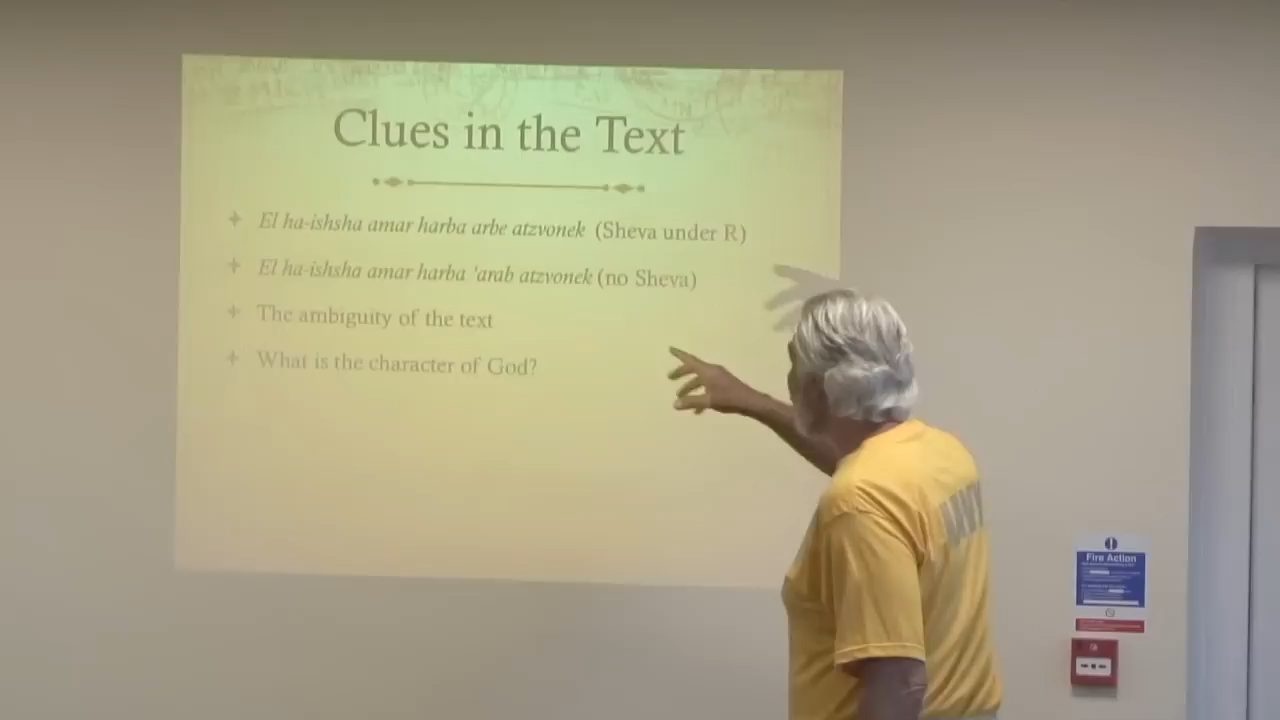 Clues in the Text
El ha-ishsha amar harba arbe atzvonek (Sheva under R)
El ha-ishsha amar harba 'arab atzvonek (no Sheva)
The ambiguity of the text
What is the character of God?
Fire Action